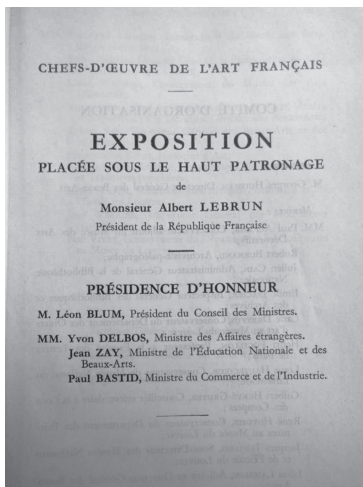 CHEFS-D'ŒUVRE DE L'ART FRANÇAIS
EXPOSITION
PLACÉE SOUS LE HAUT PATRONAGE
de
Monsieur Albert LEBRUN
Président de la République Française
PRÉSIDENCE D'HONNEUR
M. Léon BLUM, Président du Conseil des Ministres.
MM. Yvon DELBOS, Ministre des Affaires étrangères.
Jean ZAY, Ministre de l'Éducation Nationale et des
Beaux-Arts.
Paul BASTID, Ministre du Commerce et de l'Industrie.